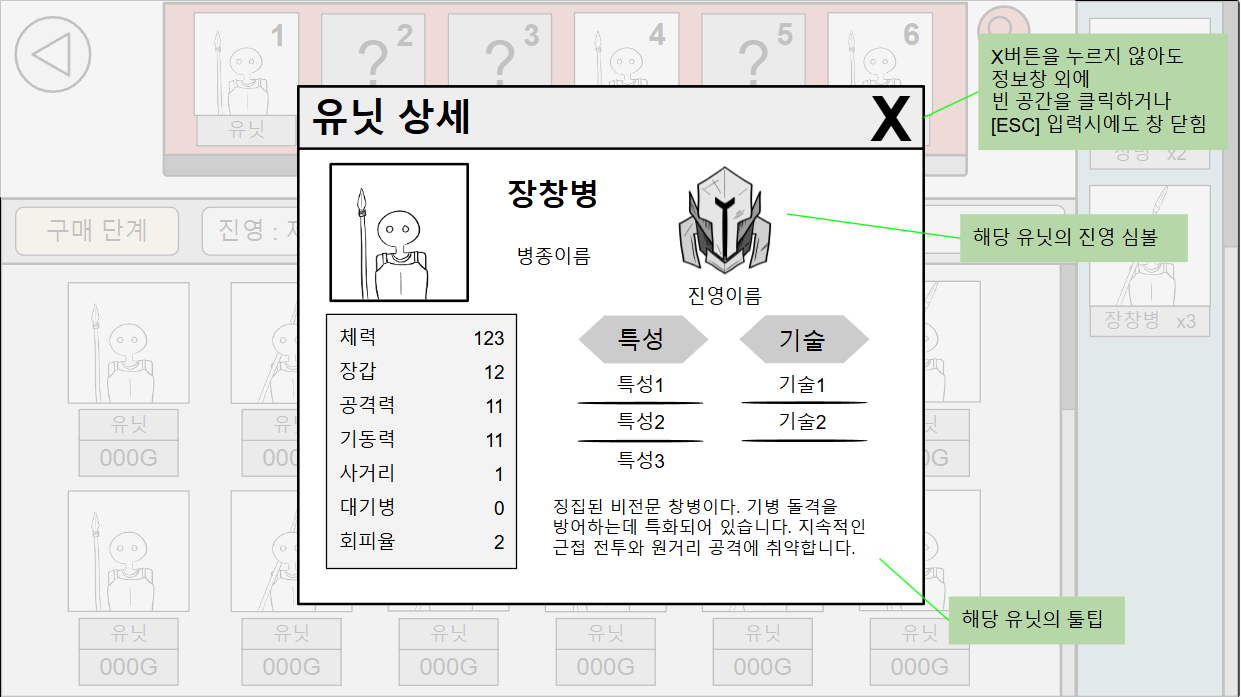 1
?
2
?
3
4
?
5
6
유닛
X버튼을 누르지 않아도
정보창 외에
빈 공간을 클릭하거나
[ESC] 입력시에도 창 닫힘
유닛 상세
X
장창병
병종이름
진영이름
해당 유닛의 진영 심볼
창병 x2
장창병 x3
구매 단계
진영 :
체력 123
장갑 12
공격력 11
기동력 11
사거리 1
대기병 0
회피율 2
특성
특성1
특성2
특성3
기술
기술1
기술2
징집된 비전문 창병이다. 기병 돌격을
방어하는데 특화되어 있습니다. 지속적인
근접 전투와 원거리 공격에 취약합니다.
해당 유닛의 툴팁
유닛
000G
유닛 유닛 유닛 유닛 유닛 유닛
000G 000G 000G 000G 000G 000G